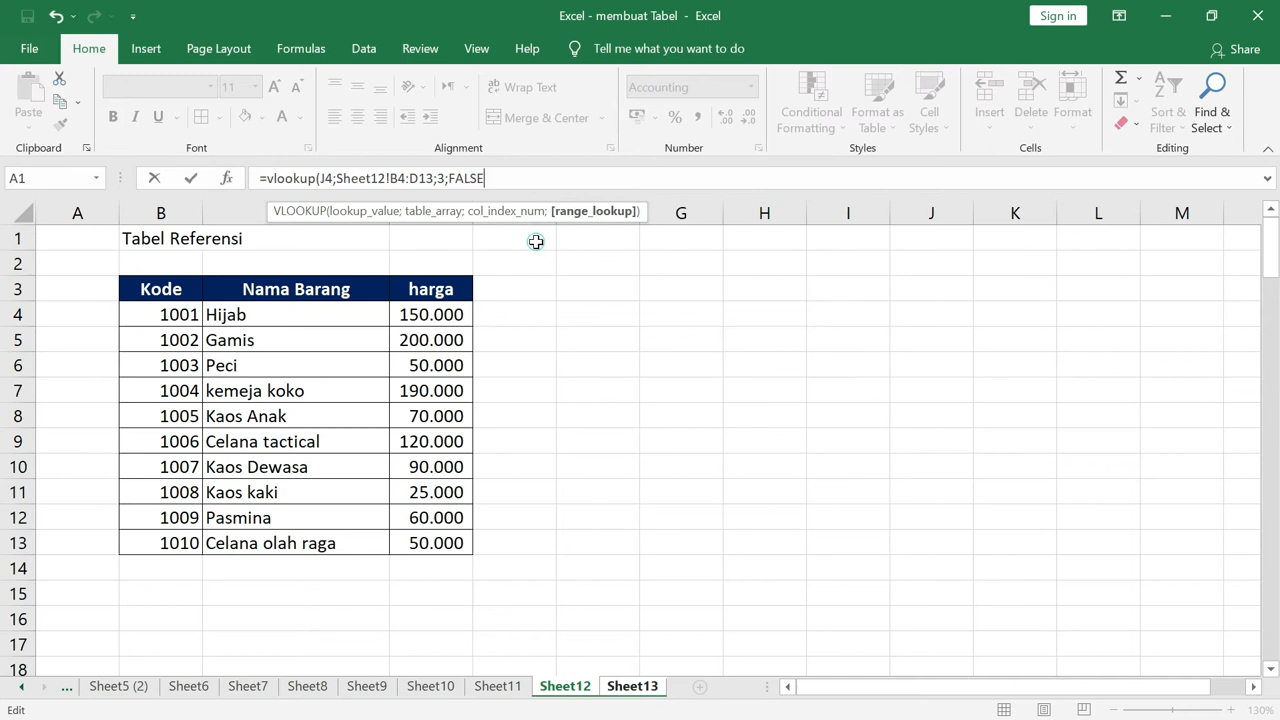 Excel - membuat Tabel - Excel
Sign in
File Home Insert Page Layout Formulas Data Review View Help Tell me what you want to do Share
Paste
11
Wrap Text
Merge & Center
Accounting
Conditional Formatting
Format as Table
Cell Styles
Insert
Delete
Format
Sort & Filter
Find & Select
Clipboard Font Alignment Number Styles Cells Editing
A1 =vlookup(J4;Sheet12!B4:D13;3;FALSE
VLOOKUP(lookup_value; table_array; col_index_num; [range_lookup])
A B G H I J K L M
1 Tabel Referensi
2
3 Kode Nama Barang harga
4 1001 Hijab 150.000
5 1002 Gamis 200.000
6 1003 Peci 50.000
7 1004 kemeja koko 190.000
8 1005 Kaos Anak 70.000
9 1006 Celana tactical 120.000
10 1007 Kaos Dewasa 90.000
11 1008 Kaos kaki 25.000
12 1009 Pasmina 60.000
13 1010 Celana olah raga 50.000
14
15
16
17
18
... Sheet5 (2) Sheet6 Sheet7 Sheet8 Sheet9 Sheet10 Sheet11 Sheet12 Sheet13
Edit 130%